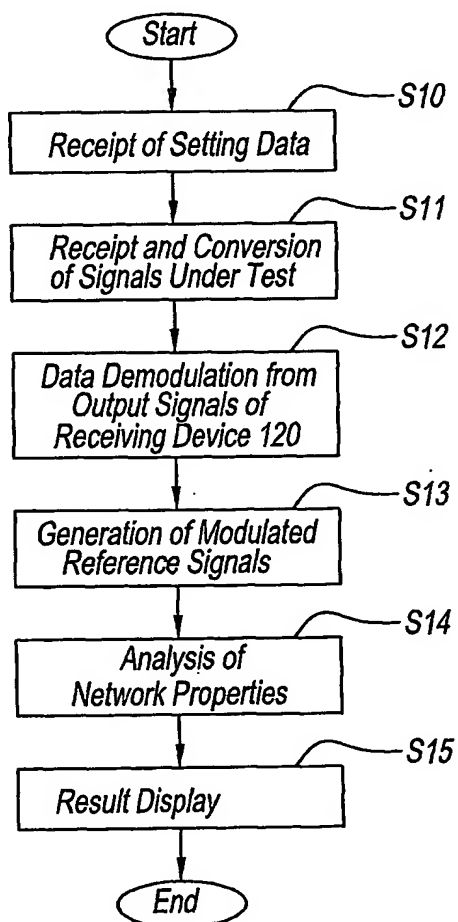 Start
S10
Receipt of Setting Data
S11
Receipt and Conversion
of Signals Under Test
S12
Data Demodulation from
Output Signals of
Receiving Device 120
S13
Generation of Modulated
Reference Signals
S14
Analysis of
Network Properties
S15
Result Display
End